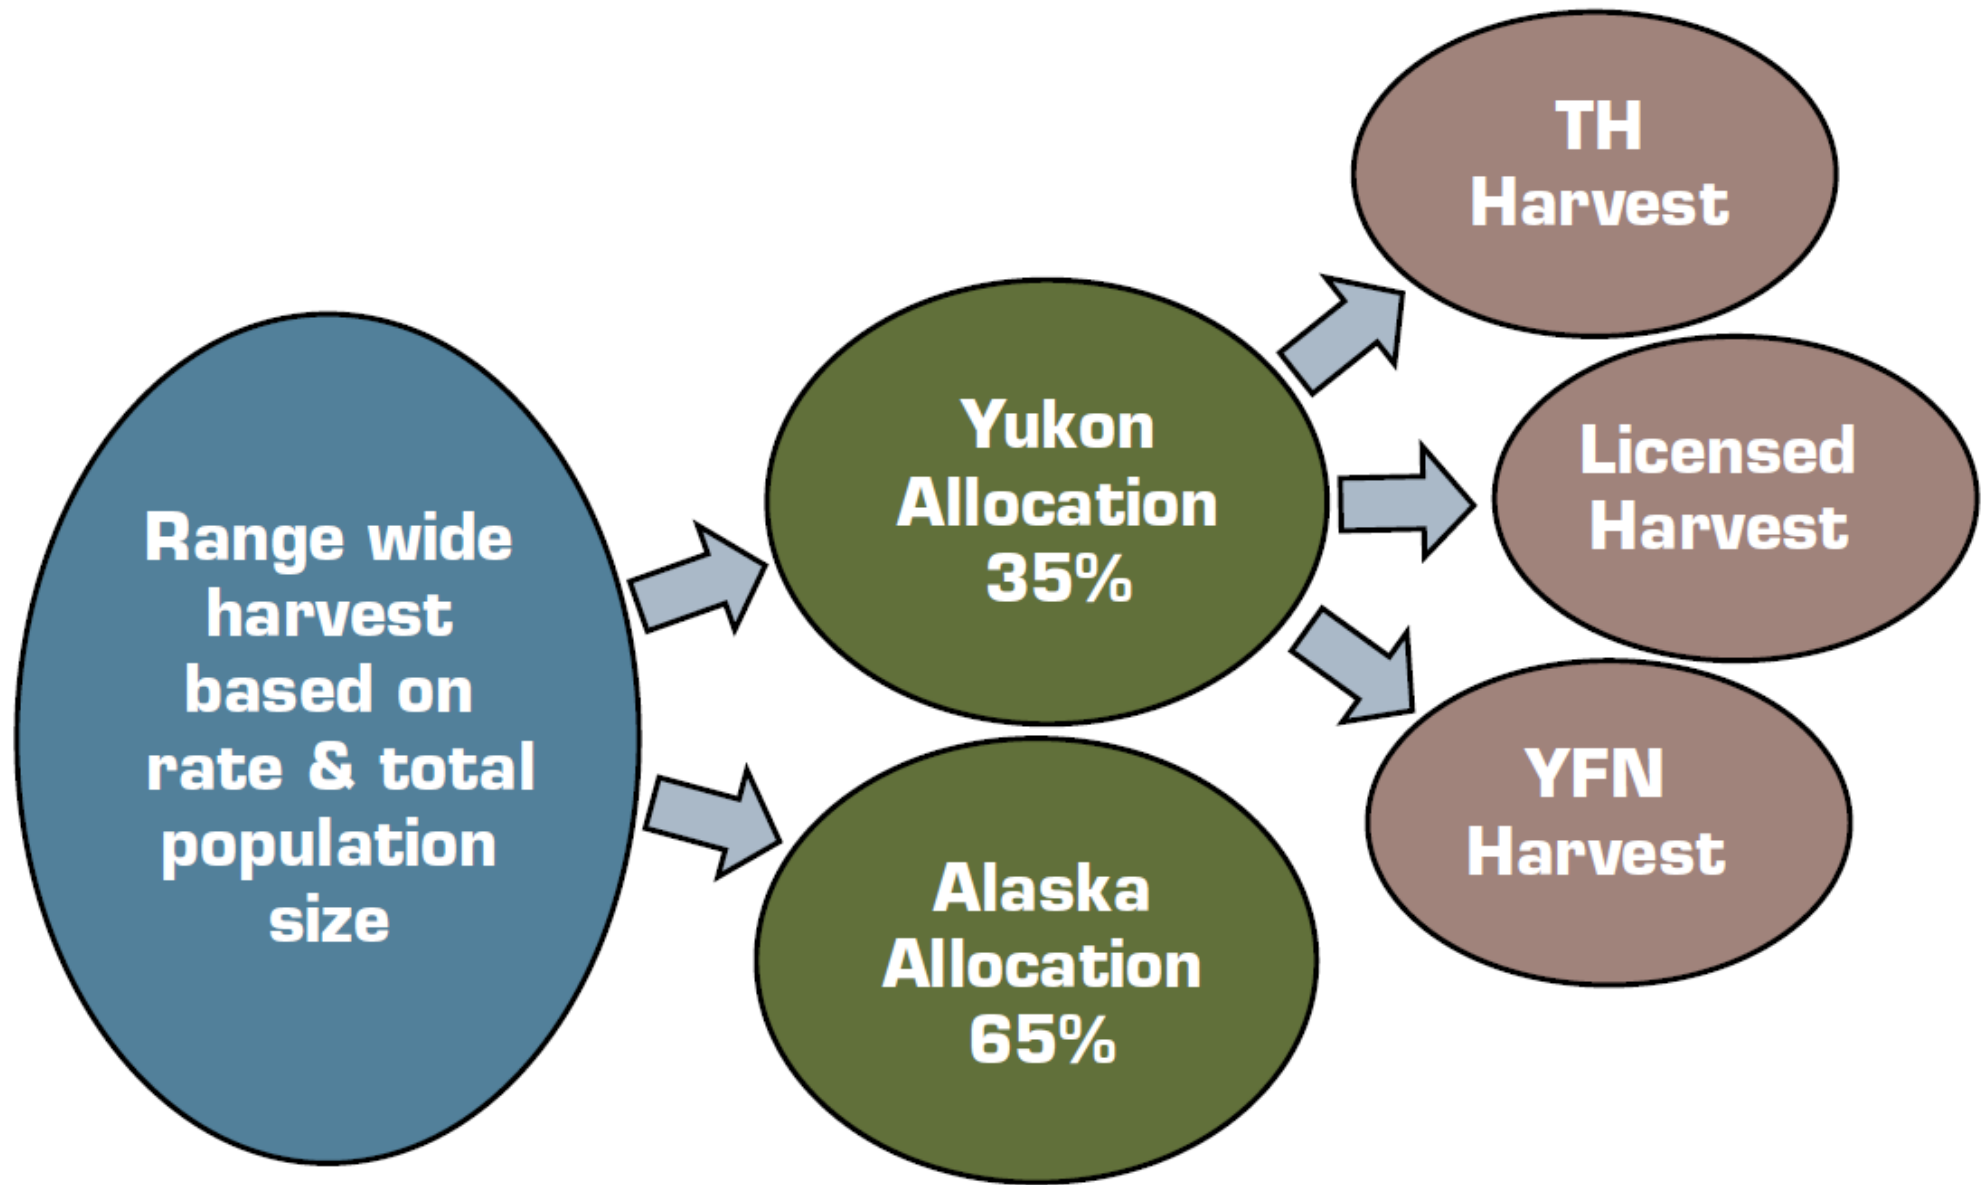 Range wide
harvest
based on
rate & total
population
size
Yukon
Allocation
35%
Alaska
Allocation
65%
TH
Harvest
Licensed
Harvest
YFN
Harvest